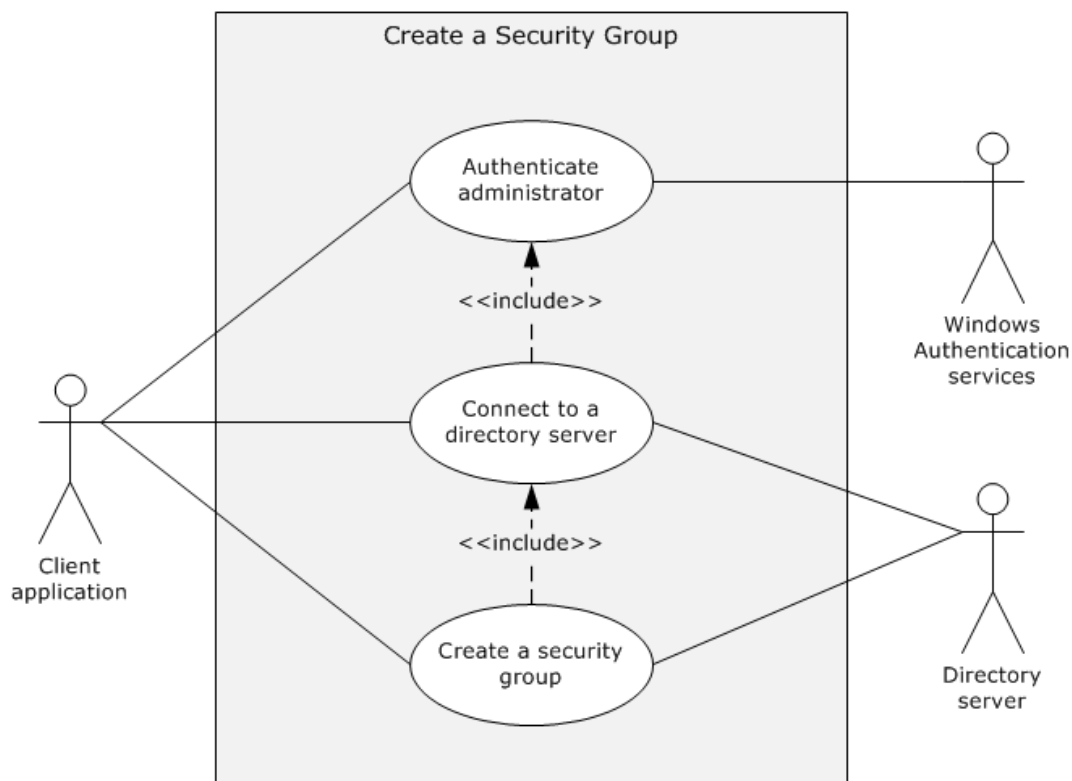 Create a Security Group
Authenticate
administrator
<<include>>
Windows
Authentication
services
Connect to a
directory server
Client
application
<<include>>
Create a security
group
Directory
server